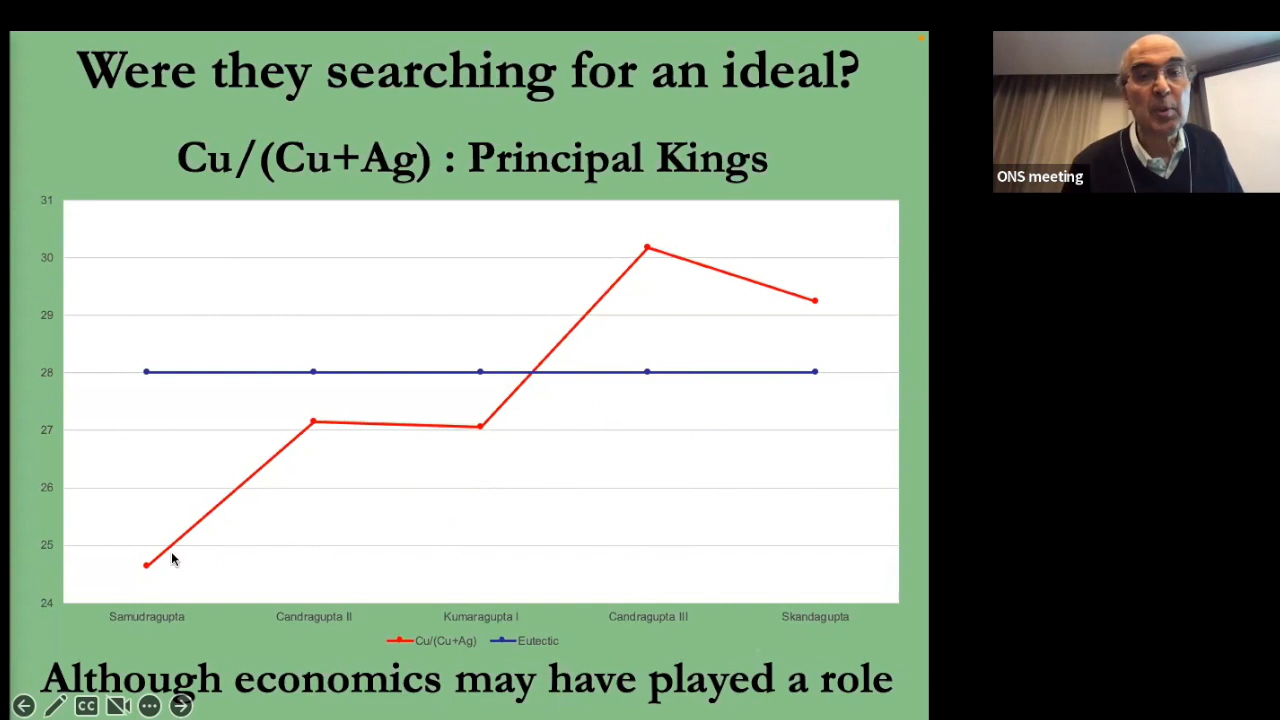 Were they searching for an ideal?
Cu/(Cu+Ag) : Principal Kings
31
30
29
28
27
26
25
24
Samudragupta Candragupta II Kumaragupta I Candragupta III Skandagupta
Cu/(Cu+Ag) Eutectic
Although economics may have played a role
CC
ONS meeting